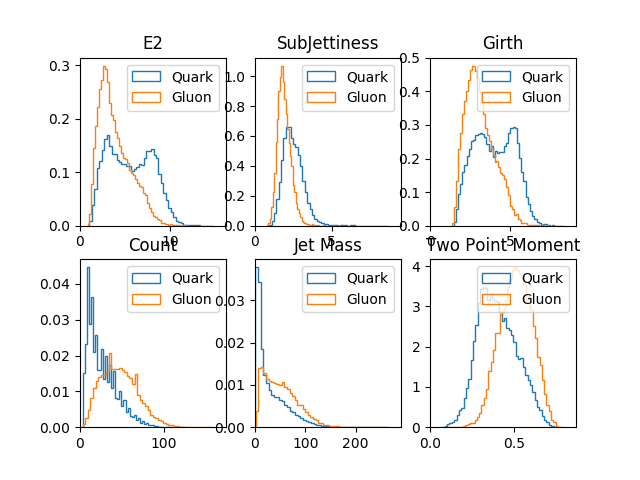 E2 SubJettiness Girth
0.3 0.2 0.1 0.0
Quark
Gluon
0 10
1.0 0.8 0.6 0.4 0.2 0.0
Quark
Gluon
0 5
0.5 0.4 0.3 0.2 0.1 0.0
Quark
Gluon
0 5
Count Jet Mass Two Point Moment
0.04 0.03 0.02 0.01 0.00
Quark
Gluon
0 100
0.03 0.02 0.01 0.00
Quark
Gluon
0 100 200
4 3 2 1 0
Quark
Gluon
0.0 0.5